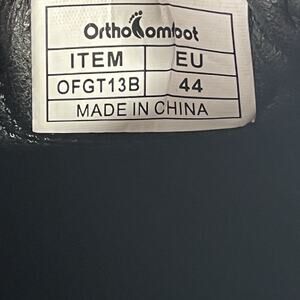 OrthoComfoot
ITEM EU
OFGT13B 44
MADE IN CHINA